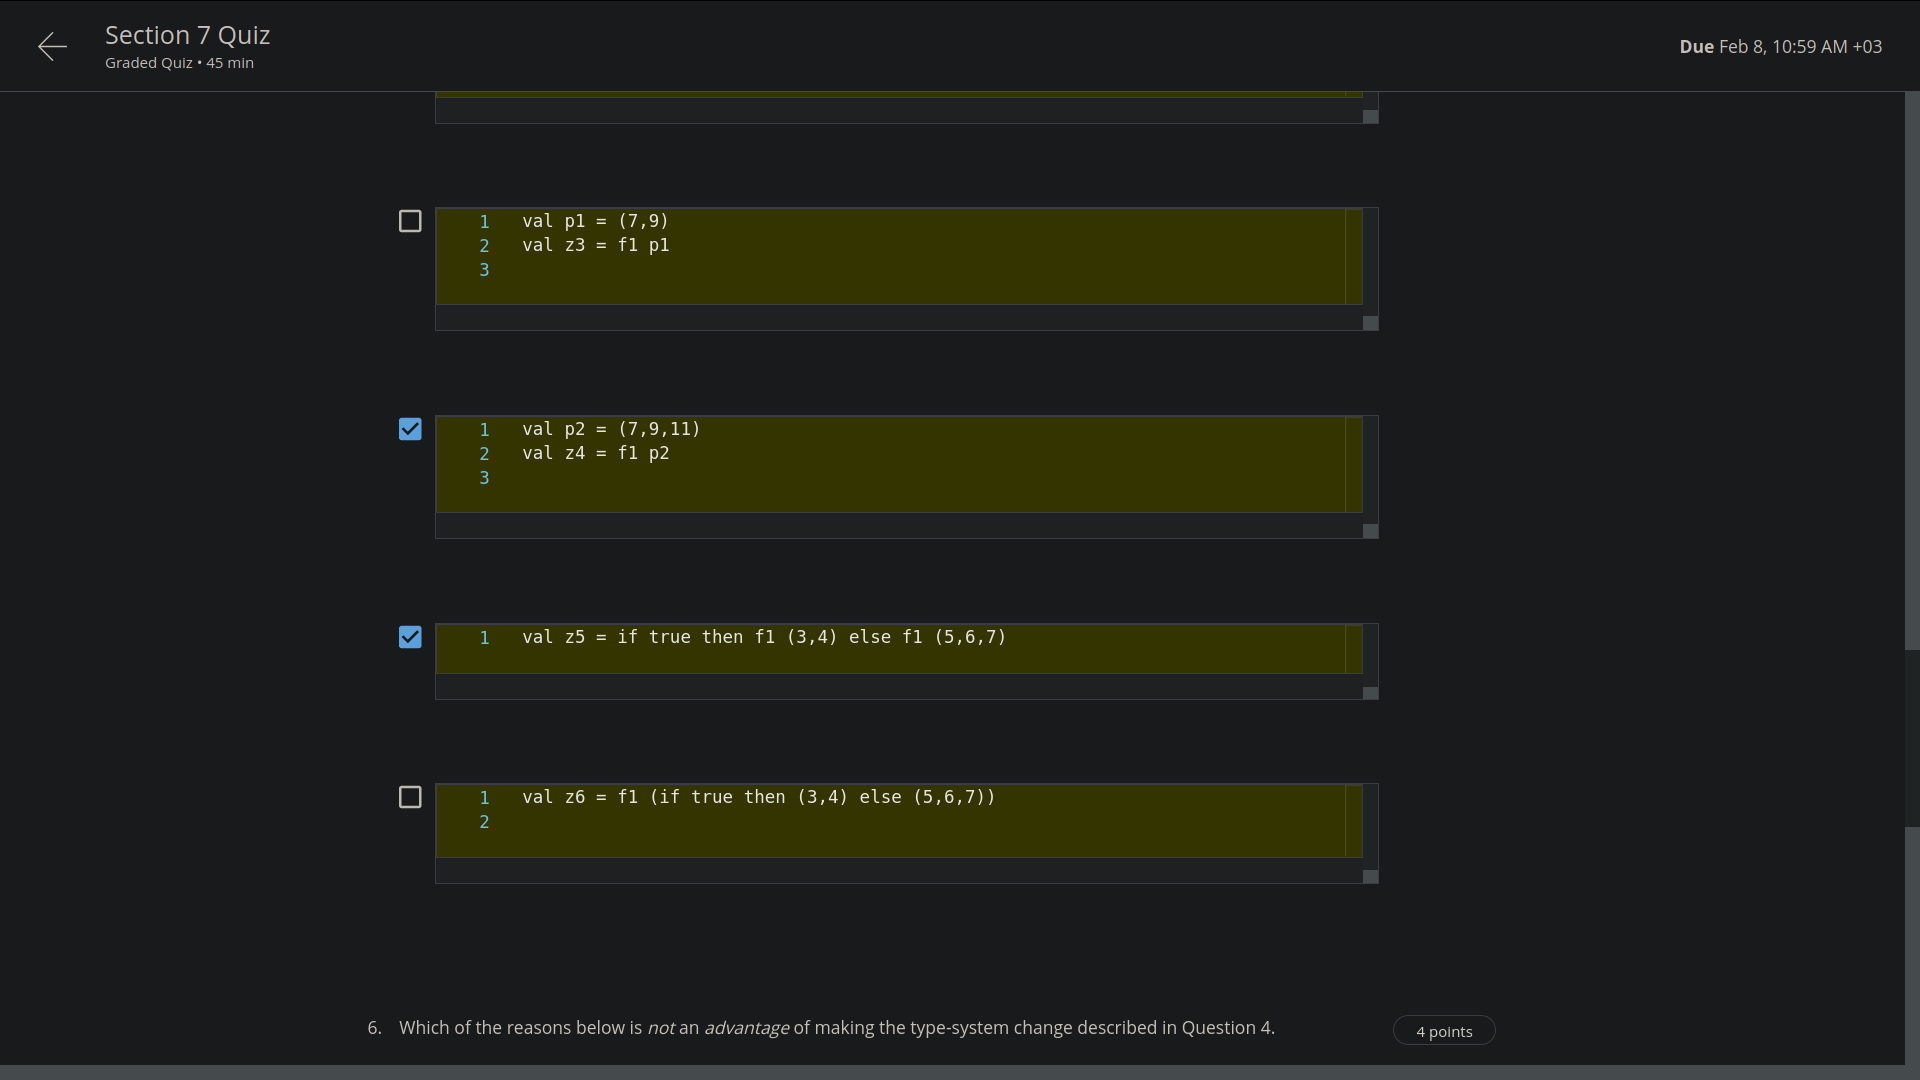 Section 7 Quiz
Graded Quiz • 45 min
Due Feb 8, 10:59 AM +03
1 val p1 = (7,9)
2 val z3 = f1 p1
3
1 val p2 = (7,9,11)
2 val z4 = f1 p2
3
1 val z5 = if true then f1 (3,4) else f1 (5,6,7)
1 val z6 = f1 (if true then (3,4) else (5,6,7))
2
6. Which of the reasons below is not an advantage of making the type-system change described in Question 4.
4 points